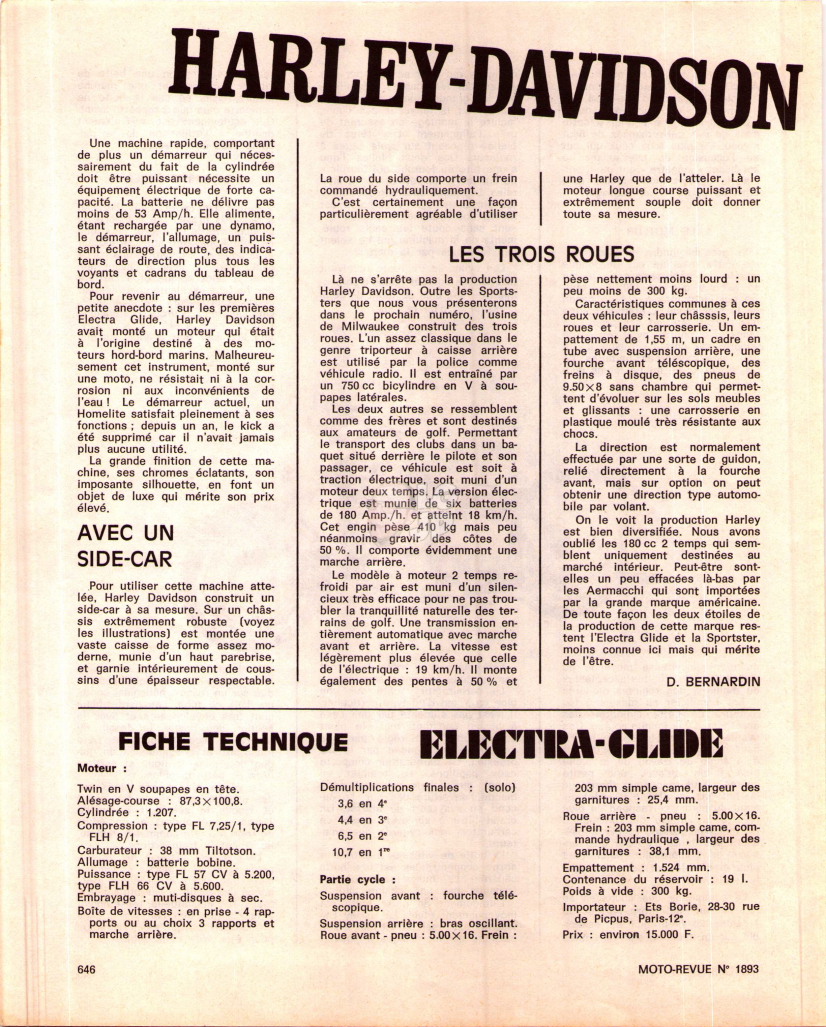 HARLEY-DAVIDSON
Une machine rapide, comportant
de plus un démarreur qui néces-
sairement du fait de la cylindrée
doit être puissant nécessite un
équipement électrique de forte ca-
pacité. La batterie ne délivre pas
moins de 53 Amp/h. Elle alimente,
étant rechargée par une dynamo,
le démarreur, l'allumage, un puis-
sant éclairage de route, des indica-
teurs de direction plus tous les
voyants et cadrans du tableau de
bord.
Pour revenir au démarreur, une
petite anecdote : sur les premières
Electra Glide, Harley Davidson
avait monté un moteur qui était
à l'origine destiné à des mo-
teurs hord-bord marins. Malheureu-
sement cet instrument, monté sur
une moto, ne résistait ni à la cor-
rosion ni aux inconvénients de
l'eau ! Le démarreur actuel, un
Homelite satisfait pleinement à ses
fonctions ; depuis un an, le kick a
été supprimé car il n'avait jamais
plus aucune utilité.
La grande finition de cette ma-
chine, ses chromes éclatants, son
imposante silhouette, en font un
objet de luxe qui mérite son prix
élevé.
AVEC UN
SIDE-CAR
Pour utiliser cette machine atte-
lée, Harley Davidson construit un
side-car à sa mesure. Sur un châs-
sis extrêmement robuste (voyez
les illustrations) est montée une
vaste caisse de forme assez mo-
derne, munie d'un haut parebrise,
et garnie intérieurement de cous-
sins d'une épaisseur respectable.
La roue du side comporte un frein
commandé hydrauliquement.
C'est certainement une façon
particulièrement agréable d'utiliser
une Harley que de l'atteler. Là le
moteur longue course puissant et
extrêmement souple doit donner
toute sa mesure.
LES TROIS ROUES
Là ne s'arrête pas la production
Harley Davidson. Outre les Sports-
ters que nous vous présenterons
dans le prochain numéro, l'usine
de Milwaukee construit des trois
roues. L'un assez classique dans le
genre triporteur à caisse arrière
est utilisé par la police comme
véhicule radio. Il est entraîné par
un 750 cc bicylindre en V à sou-
papes latérales.
Les deux autres se ressemblent
comme des frères et sont destinés
aux amateurs de golf. Permettant
le transport des clubs dans un ba-
quet situé derrière le pilote et son
passager, ce véhicule est soit à
traction électrique, soit muni d'un
moteur deux temps. La version élec-
trique est munie de six batteries
de 180 Amp./h. et atteint 18 km/h.
Cet engin pèse 410 kg mais peu
néanmoins gravir des côtes de
50 %. Il comporte évidemment une
marche arrière.
Le modèle à moteur 2 temps re-
froidi par air est muni d'un silen-
cieux très efficace pour ne pas trou-
bler la tranquillité naturelle des ter-
rains de golf. Une transmission en-
tièrement automatique avec marche
avant et arrière. La vitesse est
légèrement plus élevée que celle
de l'électrique : 19 km/h. Il monte
également des pentes à 50 % et
pèse nettement moins lourd : un
peu moins de 300 kg.
Caractéristiques communes à ces
deux véhicules : leur châsssis, leurs
roues et leur carrosserie. Un em-
pattement de 1,55 m, un cadre en
tube avec suspension arrière, une
fourche avant téléscopique, des
freins à disque, des pneus de
9.50×8 sans chambre qui permet-
tent d'évoluer sur les sols meubles
et glissants : une carrosserie en
plastique moulé très résistante aux
chocs.
La direction est normalement
effectuée par une sorte de guidon,
relié directement à la fourche
avant, mais sur option on peut
obtenir une direction type automo-
bile par volant.
On le voit la production Harley
est bien diversifiée. Nous avons
oublié les 180 cc 2 temps qui sem-
blent uniquement destinées au
marché intérieur. Peut-être sont-
elles un peu effacées là-bas par
les Aermacchi qui sont importées
par la grande marque américaine.
De toute façon les deux étoiles de
la production de cette marque res-
tent l'Electra Glide et la Sportster,
moins connue ici mais qui mérite
de l'être.
D. BERNARDIN
FICHE TECHNIQUE ELECTRA-GLIDE
Moteur :
Twin en V soupapes en tête.
Alésage-course : 87,3×100,8.
Cylindrée : 1.207.
Compression : type FL 7,25/1, type
FLH 8/1.
Carburateur : 38 mm Tiltotson.
Allumage : batterie bobine.
Puissance : type FL 57 CV à 5.200,
type FLH 66 CV à 5.600.
Embrayage : muti-disques à sec.
Boîte de vitesses : en prise - 4 rap-
ports ou au choix 3 rapports et
marche arrière.
Démultiplications finales : (solo)
3,6 en 4e
4,4 en 3e
6,5 en 2e
10,7 en 1re
Partie cycle :
Suspension avant : fourche télé-
scopique.
Suspension arrière : bras oscillant.
Roue avant - pneu : 5.00×16. Frein :
203 mm simple came, largeur des
garnitures : 25,4 mm.
Roue arrière - pneu : 5.00×16.
Frein : 203 mm simple came, com-
mande hydraulique , largeur des
garnitures : 38,1 mm.
Empattement : 1.524 mm.
Contenance du réservoir : 19 l.
Poids à vide : 300 kg.
Importateur : Ets Borie, 28-30 rue
de Picpus, Paris-12e.
Prix : environ 15.000 F.
646
MOTO-REVUE N° 1893